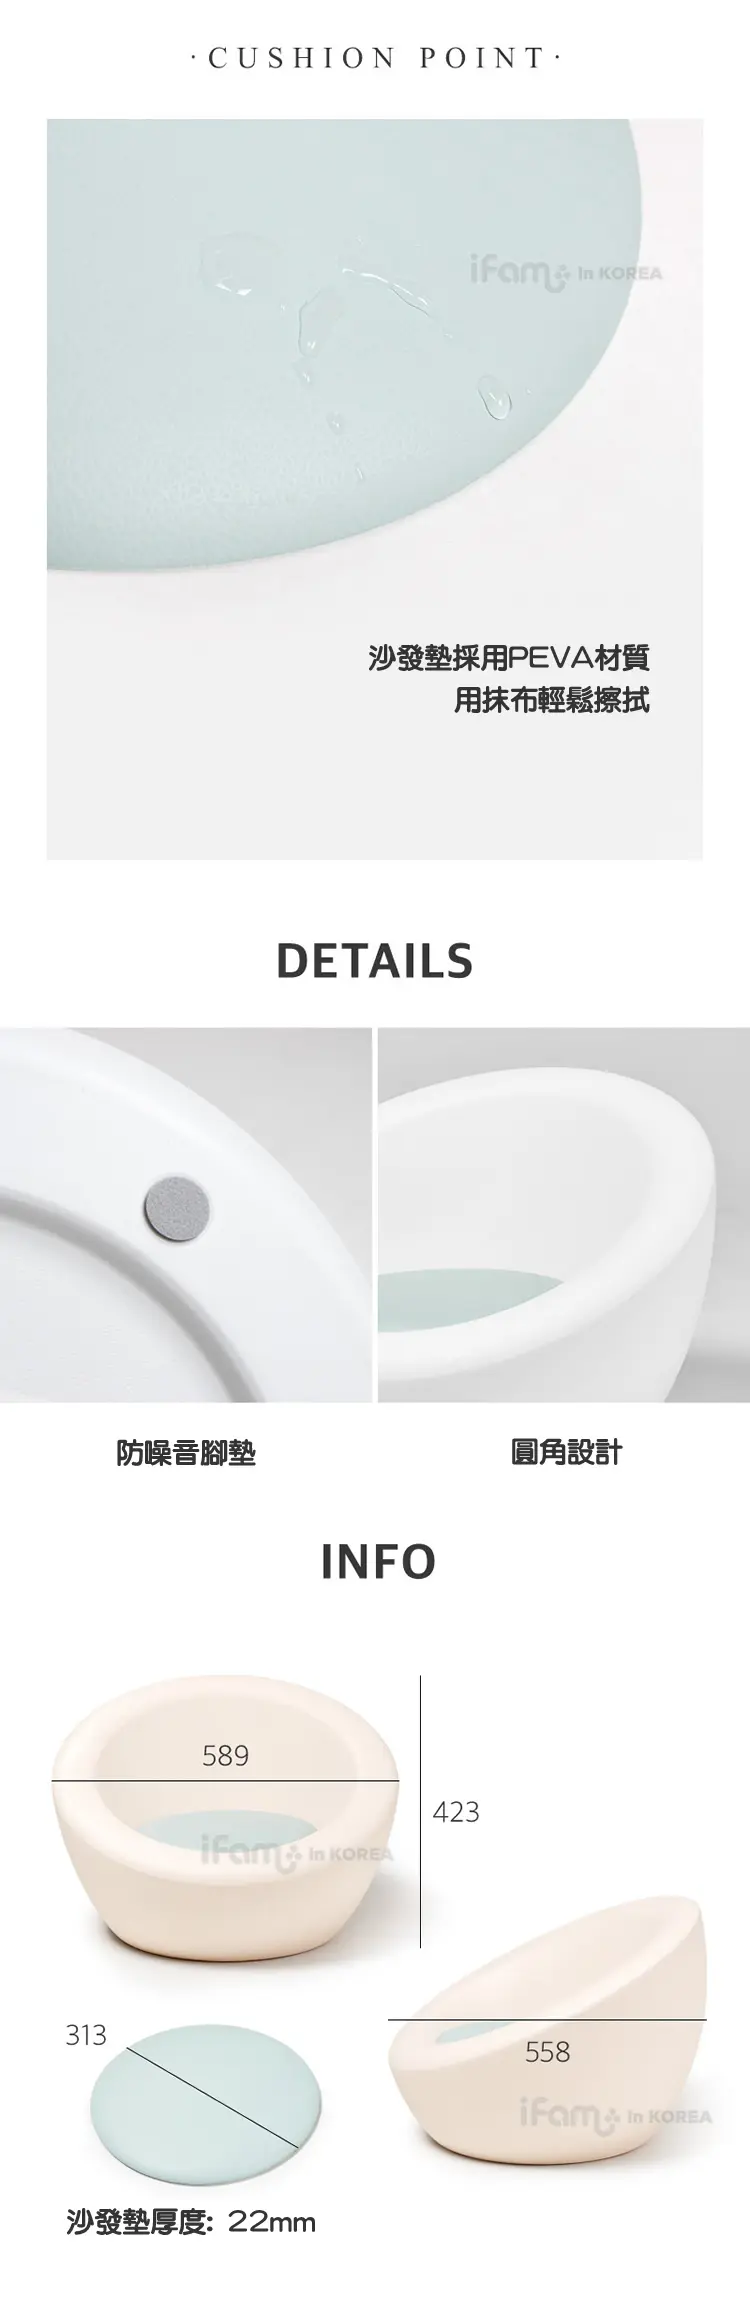 · CUSHION POINT ·
iFam In KOREA
沙發墊採用PEVA材質
用抹布輕鬆擦拭
DETAILS
防噪音腳墊
圓角設計
INFO
589
423
iFam In KOREA
313
558
iFam In KOREA
沙發墊厚度: 22mm